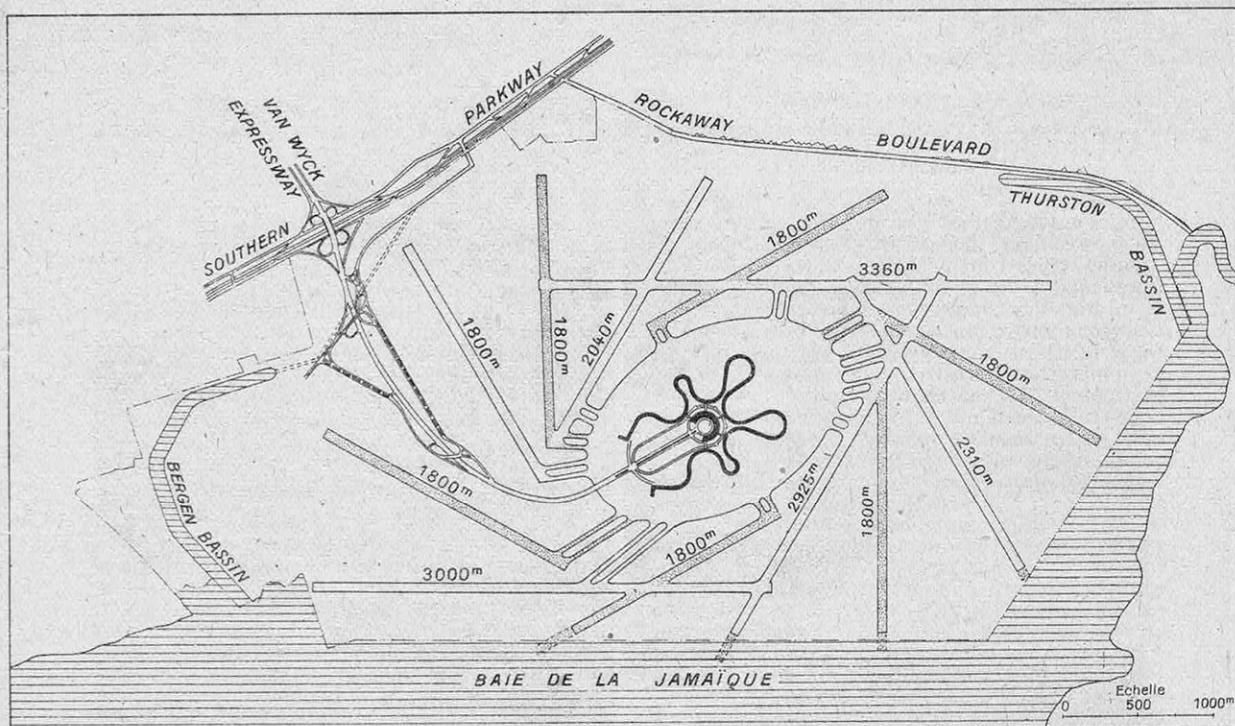 PARKWAY
VAN WYCK
EXPRESSWAY
ROCKAWAY
BOULEVARD
THURSTON
BASSIN
SOUTHERN
1800m
3360m
1800m
1800m
2040m
1800m
2310m
1800m
2925m
1800m
1800m
3000m
BERGEN
BASSIN
BAIE DE LA JAMAÏQUE
Echelle
0 500 1000m